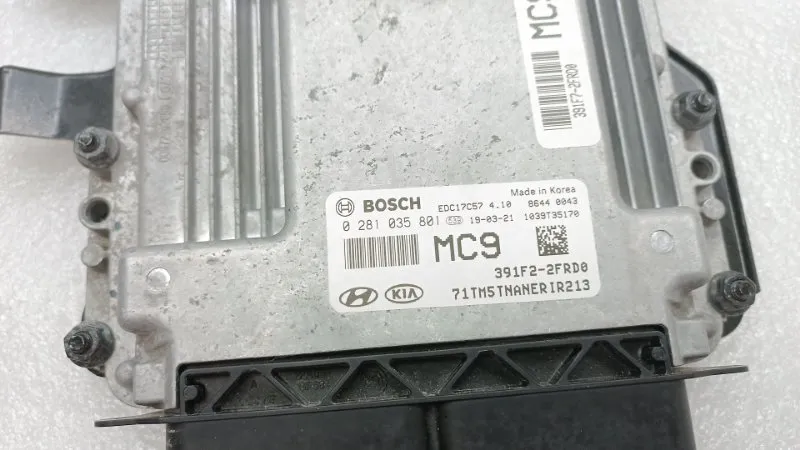 MC9
391F7-2FRD0
BOSCH EDC17C57 4.10 Made in Korea 8644 0043
0 281 035 801 19-03-21 1039T35170
MC9
391F2-2FRD0
KIA 71TM5TNANERIR213